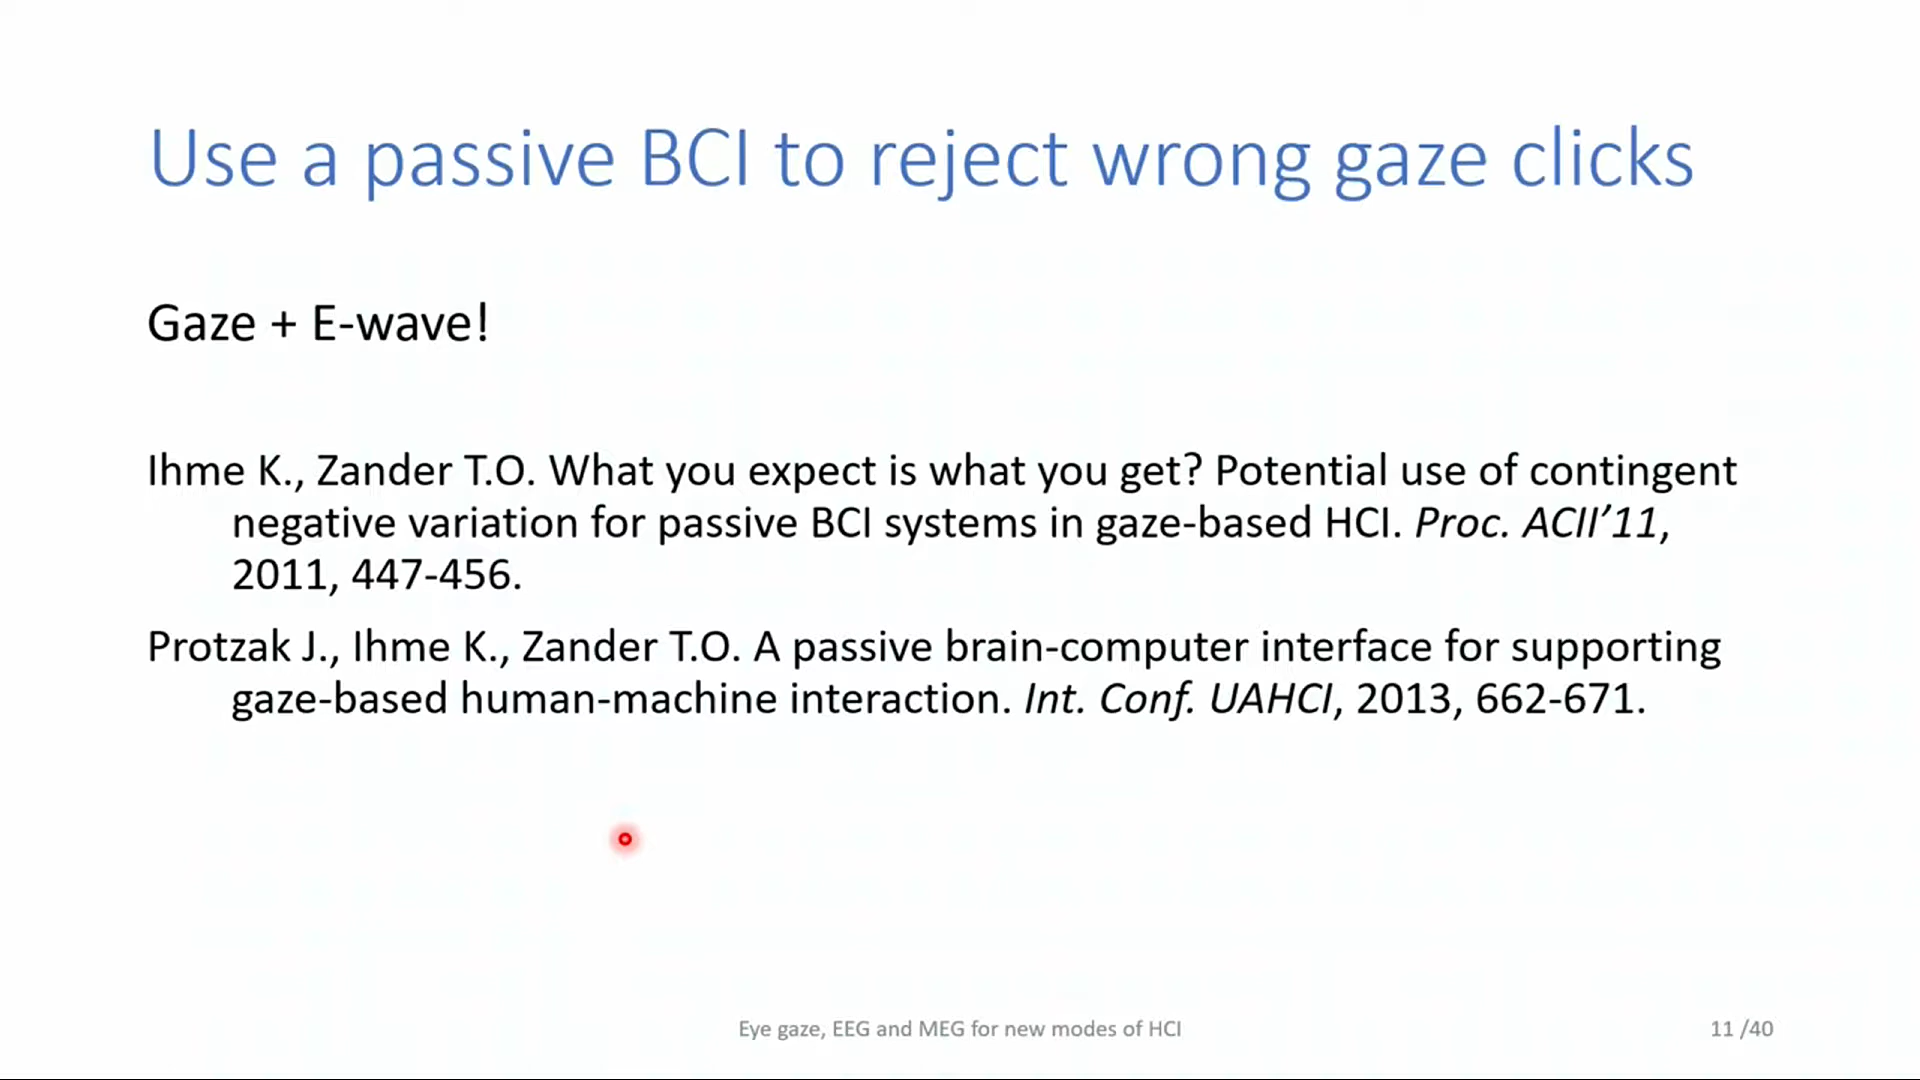 Use a passive BCI to reject wrong gaze clicks
Gaze + E-wave!
Ihme K., Zander T.O. What you expect is what you get? Potential use of contingent
negative variation for passive BCI systems in gaze-based HCI. Proc. ACII’11,
2011, 447-456.
Protzak J., Ihme K., Zander T.O. A passive brain-computer interface for supporting
gaze-based human-machine interaction. Int. Conf. UAHCI, 2013, 662-671.
Eye gaze, EEG and MEG for new modes of HCI
11 /40